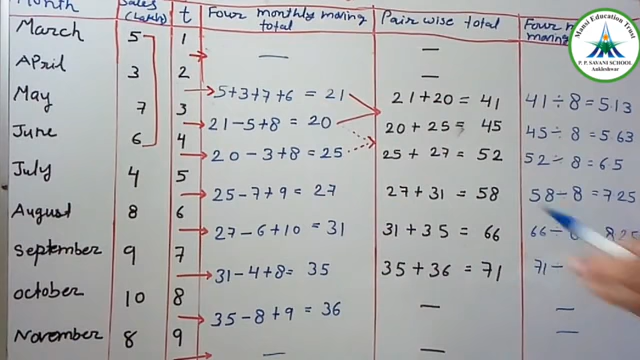 Month Sales (Lakh) t Four monthly moving total Pair wise total Four m
moving
Mansi Education Trust
P. P. SAVANI SCHOOL
Ankleshwar
March 5 1 — —
April 3 2 —
5+3+7+6 = 21
May 7 3 21+20 = 41 41÷8=5.13
21-5+8 = 20
June 6 4 20+25= 45 45÷8=5.63
20-3+8=25 25+27=52 52÷8=6.5
July 4 5
25-7+9=27 27+31=58 58÷8=7.25
August 8 6
27-6+10=31 31+35=66 66÷8=8.25
September 9 7
31-4+8= 35 35+36=71 71÷
October 10 8
35-8+9=36 — —
November 8 9 —
—